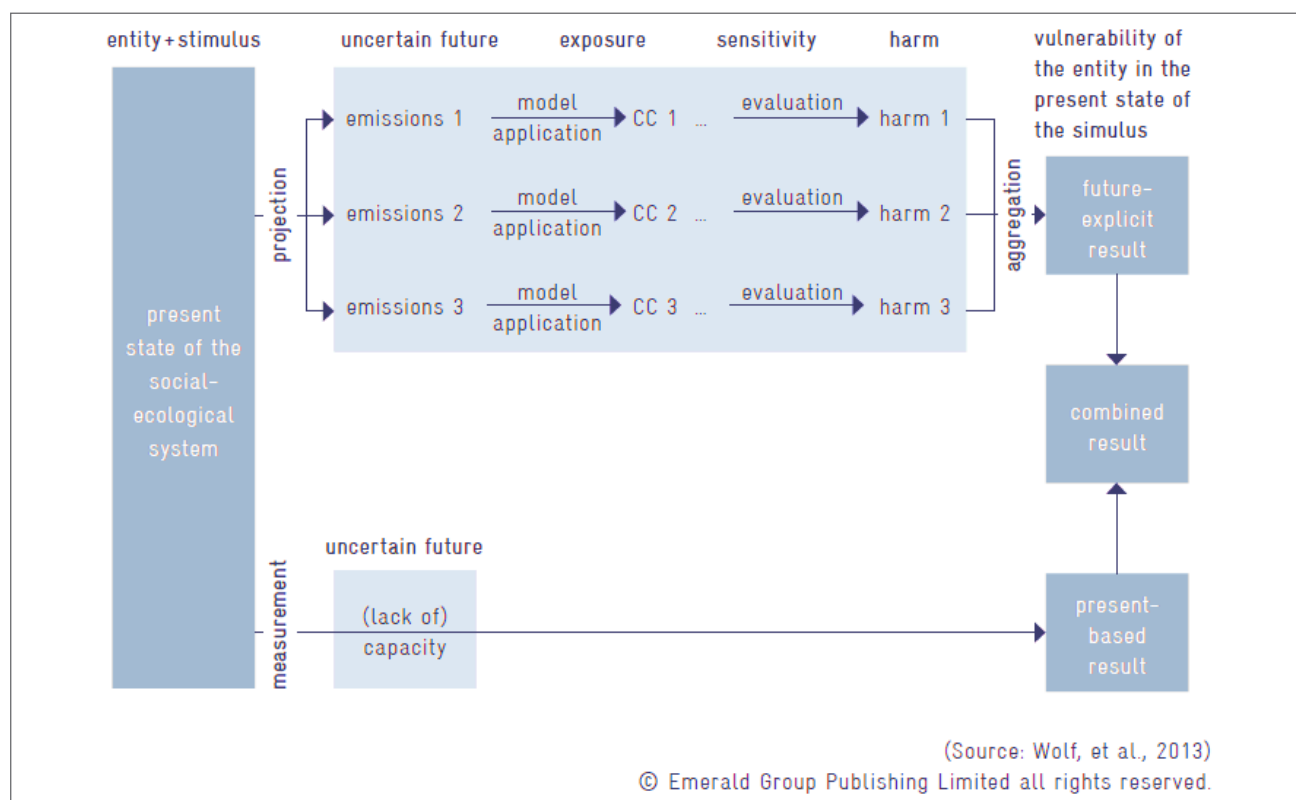 entity + stimulus
uncertain future
exposure
sensitivity
harm
vulnerability of
the entity in the
present state of
the simulus
present
state of the
social-
ecological
system
projection
emissions 1
model
application
CC 1 ...
evaluation
harm 1
emissions 2
model
application
CC 2 ...
evaluation
harm 2
emissions 3
model
application
CC 3 ...
evaluation
harm 3
aggregation
future-
explicit
result
combined
result
measurement
uncertain future
(lack of)
capacity
present-
based
result
(Source: Wolf, et al., 2013)
© Emerald Group Publishing Limited all rights reserved.